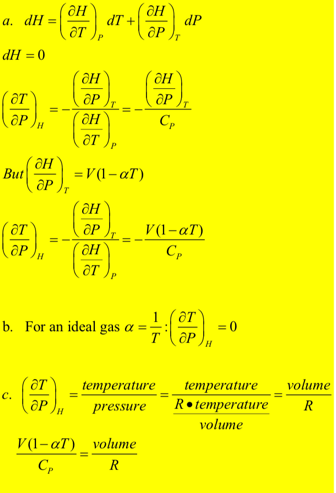 a. dH = (∂H/∂T)_P dT + (∂H/∂P)_T dP
dH = 0
(∂T/∂P)_H = −(∂H/∂P)_T / (∂H/∂T)_P = −(∂H/∂P)_T / C_P
But (∂H/∂P)_T = V(1−αT)
(∂T/∂P)_H = −(∂H/∂P)_T / (∂H/∂T)_P = −V(1−αT) / C_P
b. For an ideal gas α = 1/T : (∂T/∂P)_H = 0
c. (∂T/∂P)_H = temperature / pressure = temperature / (R • temperature / volume) = volume / R
V(1−αT) / C_P = volume / R